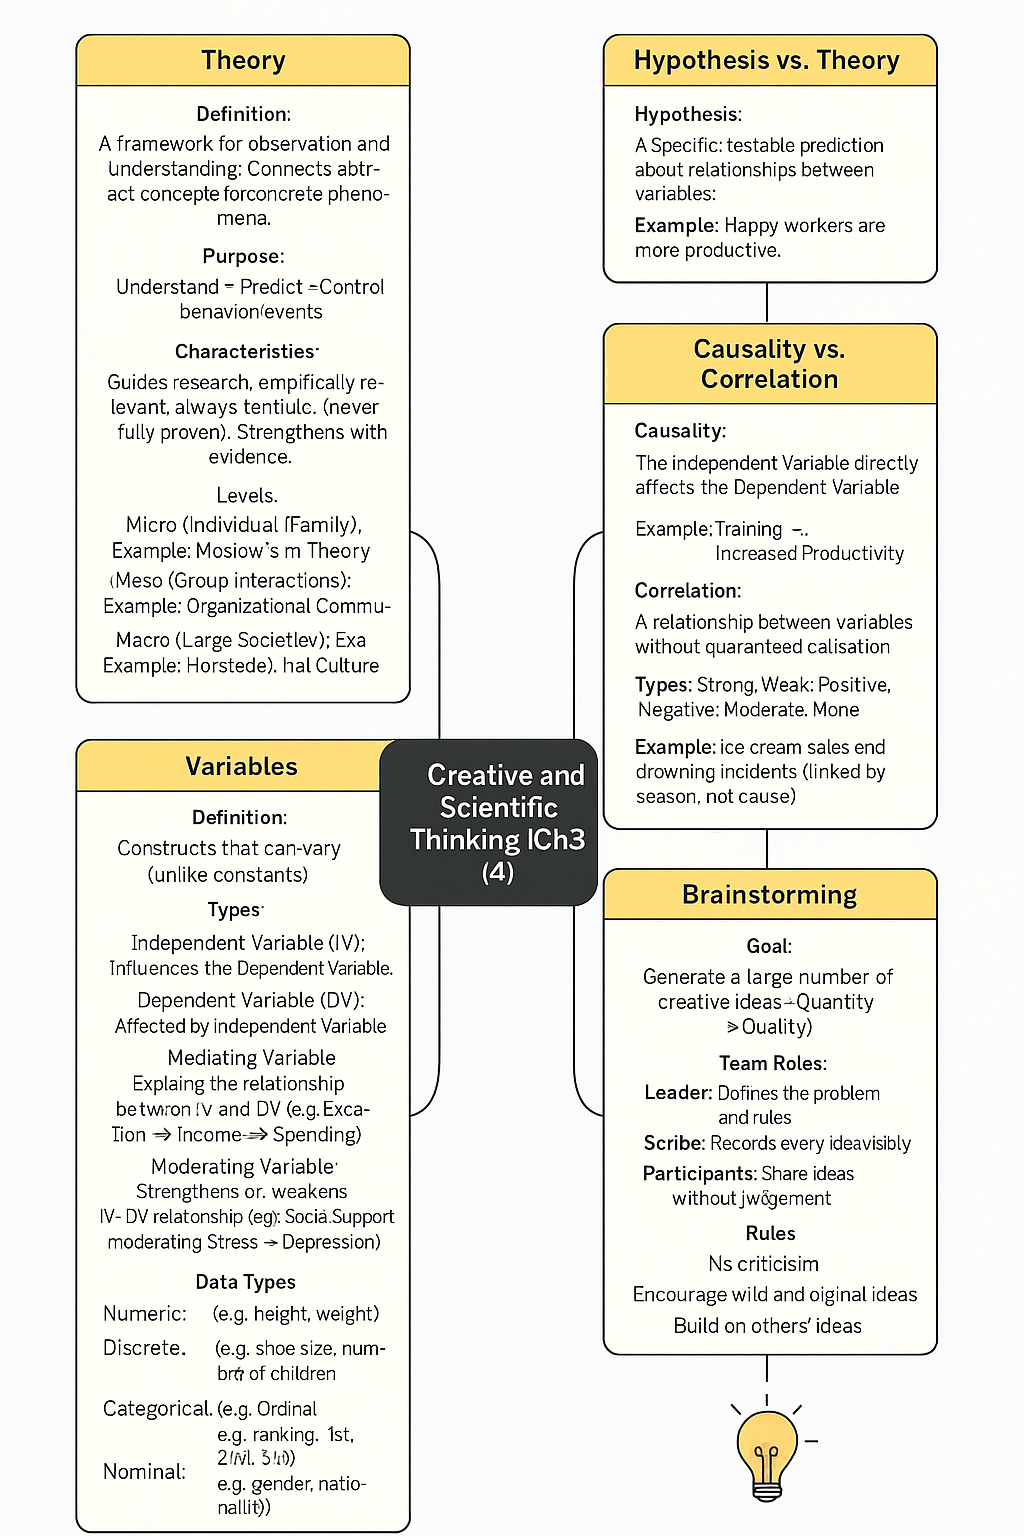 Theory
Definition:
A framework for observation and
understanding: Connects abtr-
act concepte forconcrete pheno-
mena.
Purpose:
Understand = Predict =Control
benavion/events
Characteristies·
Guides research, empifically re-
levant, always tentiulc. (never
fully proven). Strengthens with
evidence.
Levels.
Micro (Individual [Family),
Example: Mosiow's m Theory
(Meso (Group interactions):
Example: Organizational Commu-
Macro (Large Societlev); Exa
Example: Horstede). hal Culture
Variables
Definition:
Constructs that can-vary
(unlike constants)
Types·
Independent Variable (IV);
Influences the Dependent Variable.
Dependent Variable (DV):
Affected by independent Variable
Mediating Variable
Explaing the relationship
betwron IV and DV (e.g. Exca-
Iion ⇒ Income ⇒ Spending)
Moderating Variable·
Strengthens or. weakens
IV- DV relatonship (eg): Social.Support
moderating Stress → Depression)
Data Types
Numeric: (e.g. height, weight)
Discrete. (e.g. shoe size, num-
of children
Categorical. (e.g. Ordinal
e.g. ranking. 1st,
Nominal:
e.g. gender, natio-
nallit))
Creative and
Scientific
Thinking ICh3
(4)
Hypothesis vs. Theory
Hypothesis:
A Specific: testable prediction
about relationships between
variables:
Example: Happy workers are
more productive.
Causality vs.
Correlation
Causality:
The independent Variable directly
affects the Dependent Variable
Example; Training -..
Increased Productivity
Correlation:
A relationship between variables
without quaranteed calisation
Types: Strong, Weak: Positive,
Negative: Moderate. Mone
Example: ice cream sales end
drowning incidents (linked by
season, not cause)
Brainstorming
Goal:
Generate a large number of
creative ideas→Quantity
> Ouality)
Team Roles:
Leader: Dofines the problem
and rules
Scribe: Records every ideavisibly
Participants: Share ideas
without
Rules
Ns criticisim
Encourage wild and oiginal ideas
Build on others' ideas